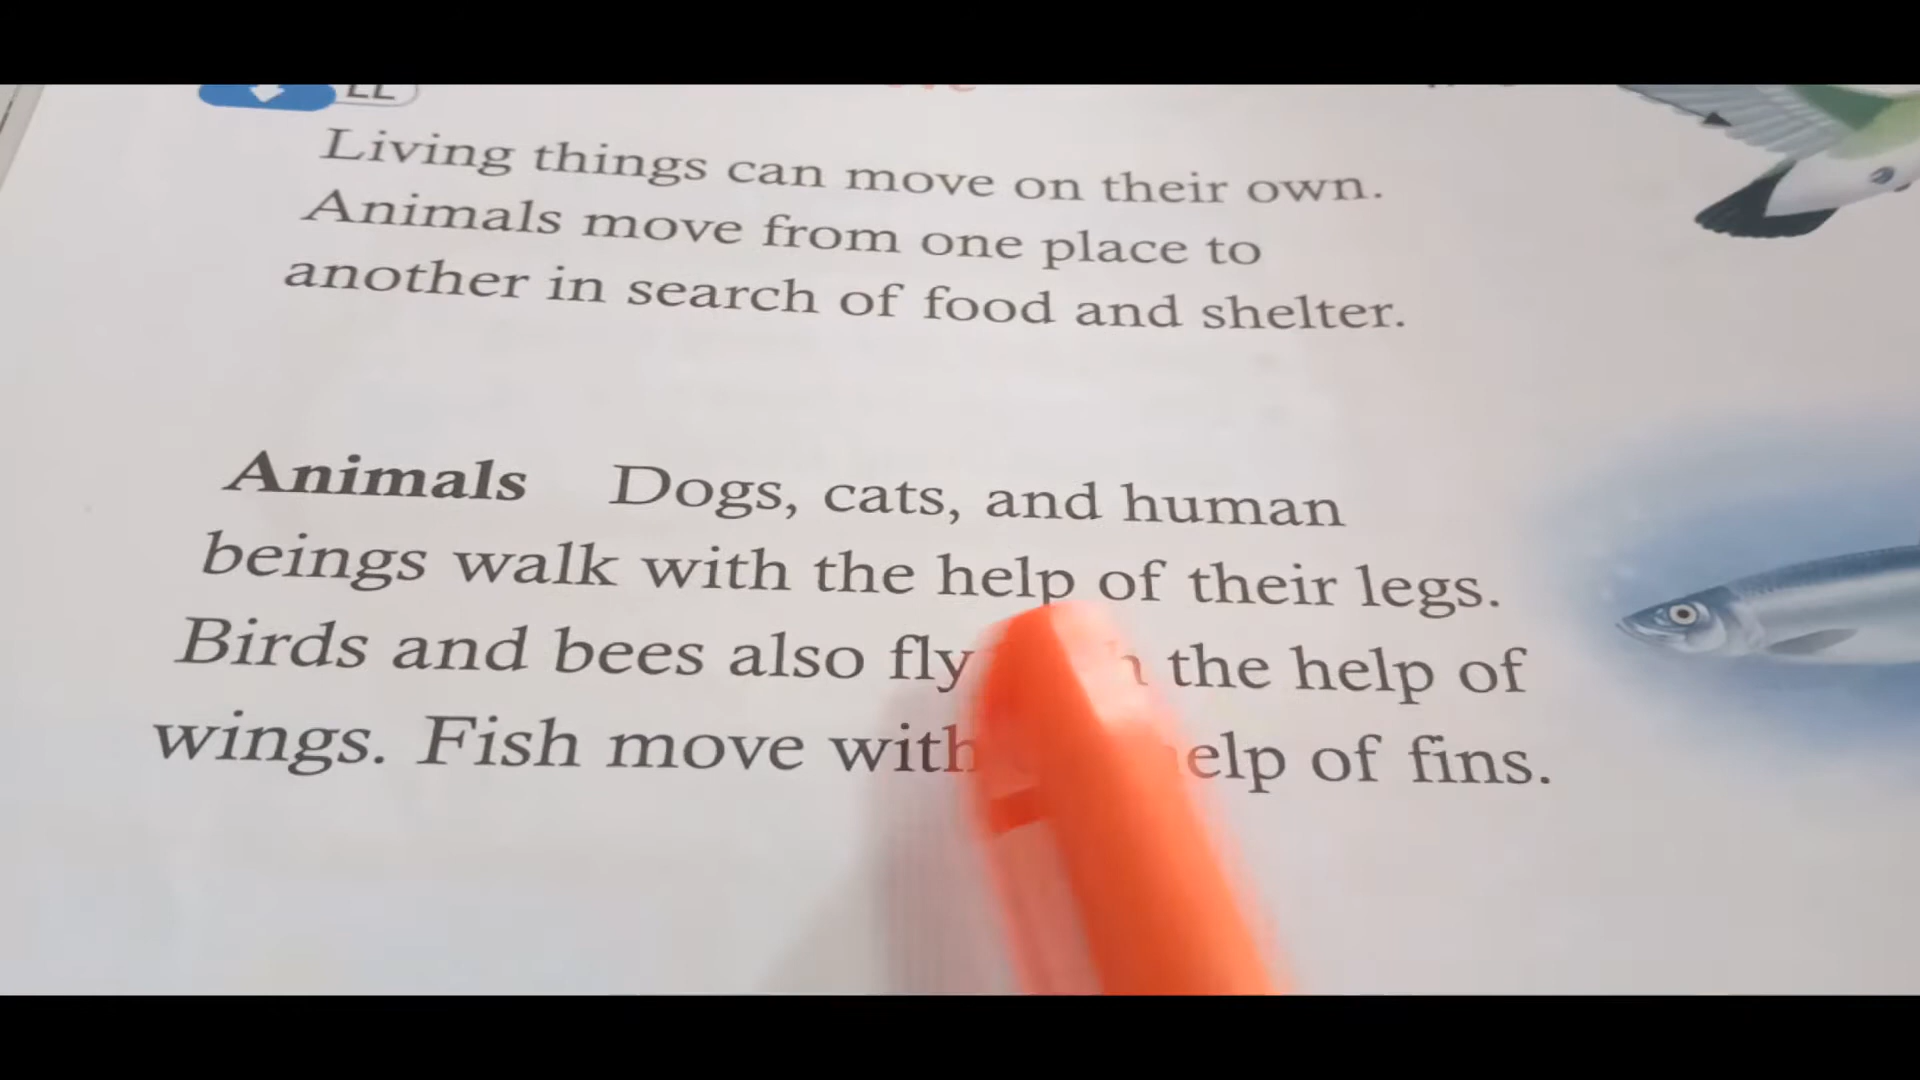 Living things can move on their own.
Animals move from one place to
another in search of food and shelter.
Animals Dogs, cats, and human
beings walk with the help of their legs.
Birds and bees also fly the help of
wings. Fish move with elp of fins.